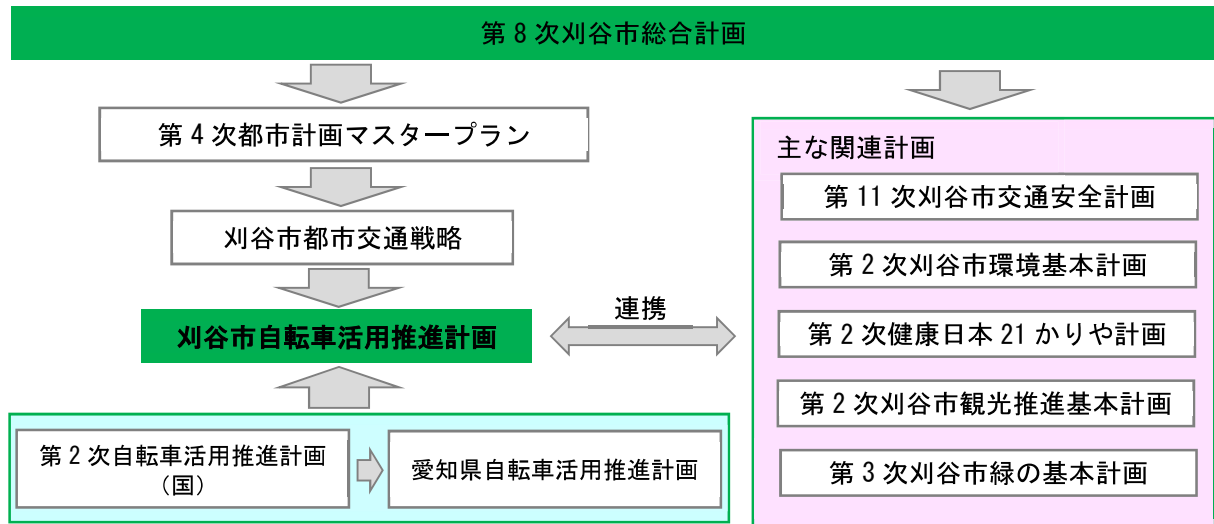 第8次刈谷市総合計画
第4次都市計画マスタープラン
刈谷市都市交通戦略
刈谷市自転車活用推進計画
第2次自転車活用推進計画
（国）
愛知県自転車活用推進計画
連携
主な関連計画
第11次刈谷市交通安全計画
第2次刈谷市環境基本計画
第2次健康日本21かりや計画
第2次刈谷市観光推進基本計画
第3次刈谷市緑の基本計画